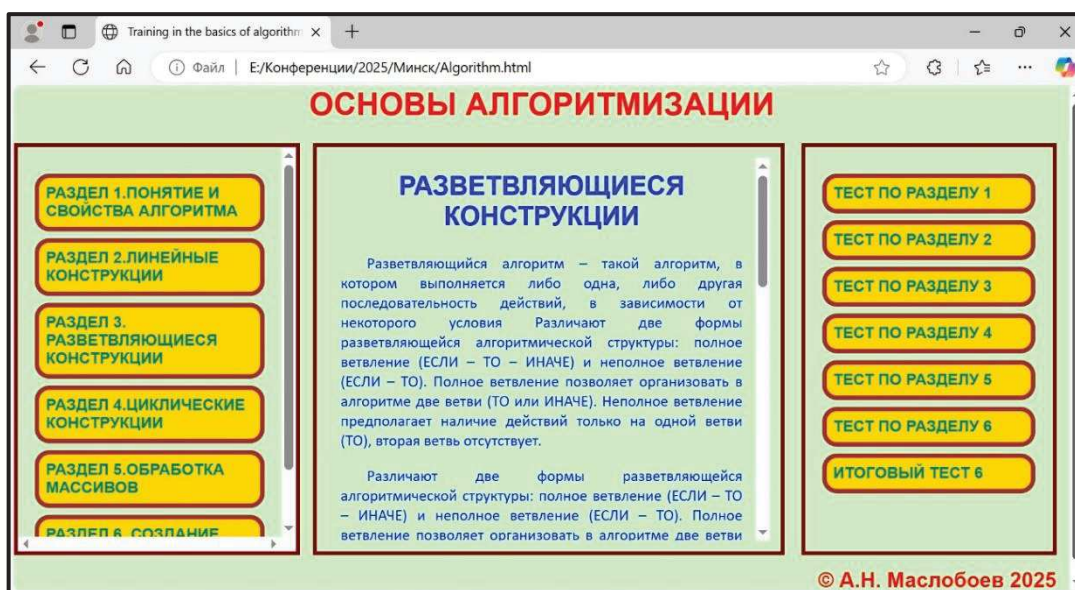 Training in the basics of algorithm
Файл
E:/Конференции/2025/Минск/Algorithm.html
ОСНОВЫ АЛГОРИТМИЗАЦИИ
РАЗДЕЛ 1.ПОНЯТИЕ И
СВОЙСТВА АЛГОРИТМА
РАЗДЕЛ 2.ЛИНЕЙНЫЕ
КОНСТРУКЦИИ
РАЗДЕЛ 3.
РАЗВЕТВЛЯЮЩИЕСЯ
КОНСТРУКЦИИ
РАЗДЕЛ 4.ЦИКЛИЧЕСКИЕ
КОНСТРУКЦИИ
РАЗДЕЛ 5.ОБРАБОТКА
МАССИВОВ
РАЗДЕЛ 6. СОЗДАНИЕ
РАЗВЕТВЛЯЮЩИЕСЯ
КОНСТРУКЦИИ
Разветвляющийся алгоритм – такой алгоритм, в
котором выполняется либо одна, либо другая
последовательность действий, в зависимости от
некоторого условия Различают две формы
разветвляющейся алгоритмической структуры: полное
ветвление (ЕСЛИ – ТО – ИНАЧЕ) и неполное ветвление
(ЕСЛИ – ТО). Полное ветвление позволяет организовать в
алгоритме две ветви (ТО или ИНАЧЕ). Неполное ветвление
предполагает наличие действий только на одной ветви
(ТО), вторая ветвь отсутствует.
Различают две формы разветвляющейся
алгоритмической структуры: полное ветвление (ЕСЛИ – ТО
– ИНАЧЕ) и неполное ветвление (ЕСЛИ – ТО). Полное
ветвление позволяет организовать в алгоритме две ветви
ТЕСТ ПО РАЗДЕЛУ 1
ТЕСТ ПО РАЗДЕЛУ 2
ТЕСТ ПО РАЗДЕЛУ 3
ТЕСТ ПО РАЗДЕЛУ 4
ТЕСТ ПО РАЗДЕЛУ 5
ТЕСТ ПО РАЗДЕЛУ 6
ИТОГОВЫЙ ТЕСТ 6
© А.Н. Маслобоев 2025